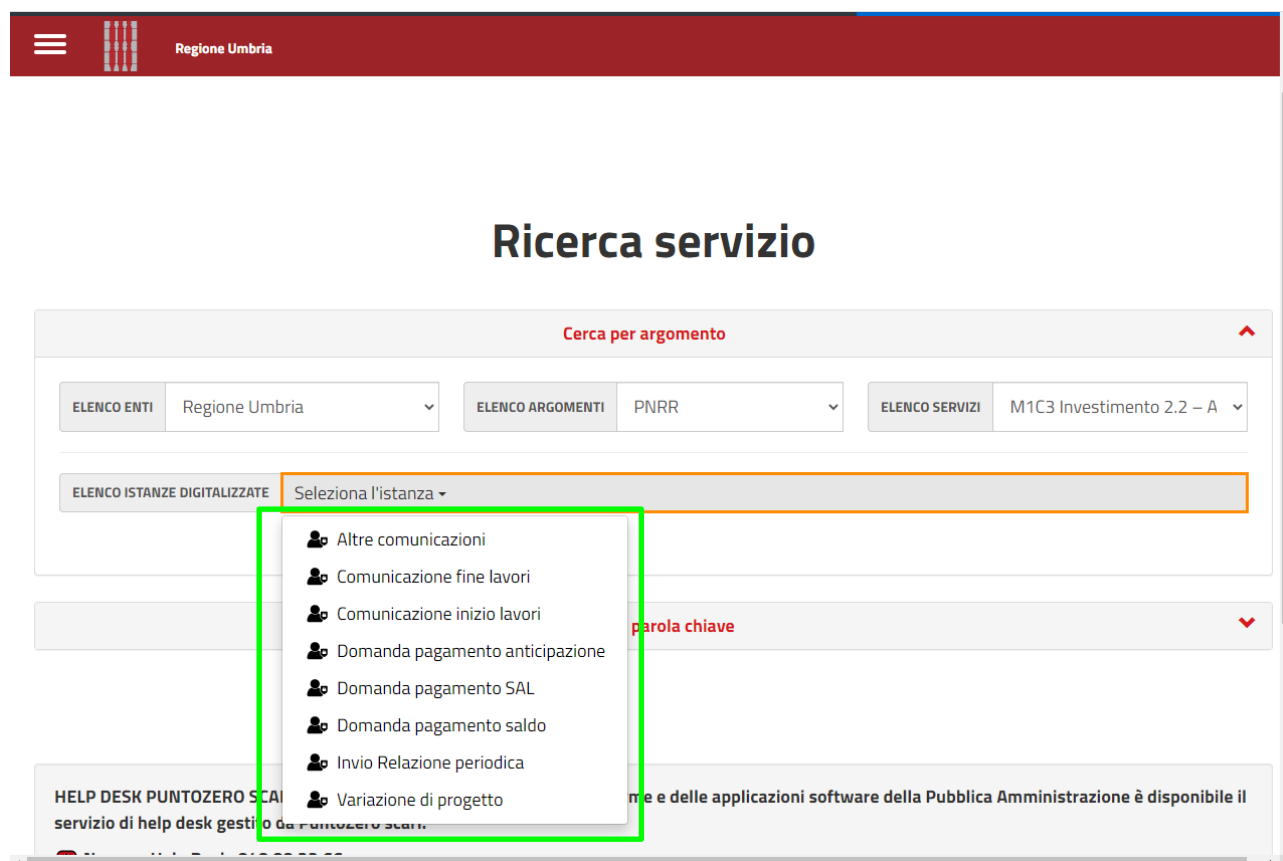 Regione Umbria
Ricerca servizio
Cerca per argomento
ELENCO ENTI Regione Umbria ELENCO ARGOMENTI PNRR ELENCO SERVIZI M1C3 Investimento 2.2 – A
ELENCO ISTANZE DIGITALIZZATE Seleziona l'istanza
Altre comunicazioni
Comunicazione fine lavori
Comunicazione inizio lavori
parola chiave
Domanda pagamento anticipazione
Domanda pagamento SAL
Domanda pagamento saldo
Invio Relazione periodica
Variazione di progetto
HELP DESK PUNTOZERO SCA me e delle applicazioni software della Pubblica Amministrazione è disponibile il
servizio di help desk gestito da PuntoZero scarl.